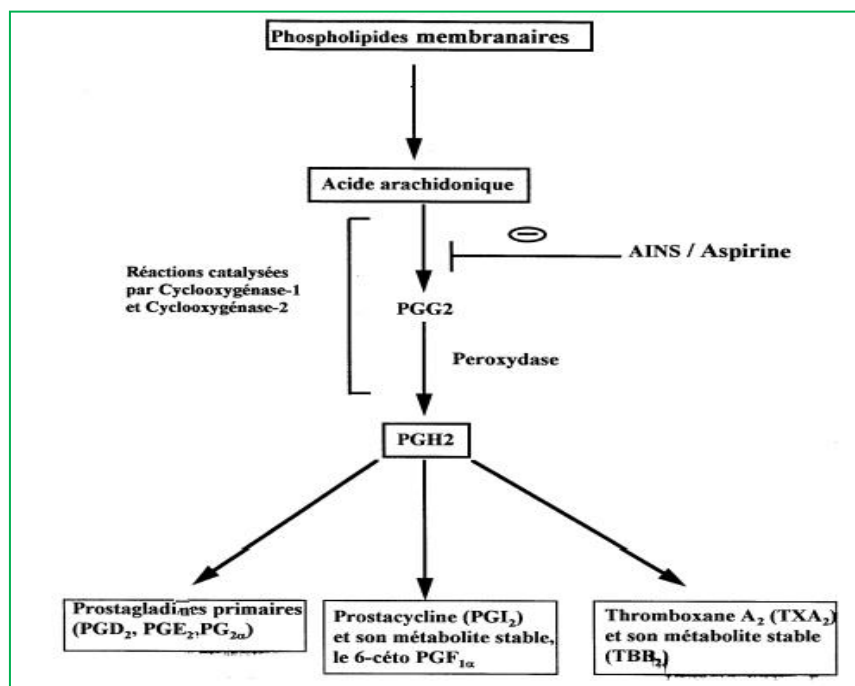 Phospholipides membranaires
Acide arachidonique
⊖
AINS / Aspirine
Réactions catalysées
par Cyclooxygénase-1
et Cyclooxygénase-2
PGG2
Peroxydase
PGH2
Prostagladines primaires
(PGD₂, PGE₂,PG₂α)
Prostacycline (PGI₂)
et son métabolite stable,
le 6-céto PGF₁α
Thromboxane A₂ (TXA₂)
et son métabolite stable
(TBB₂)